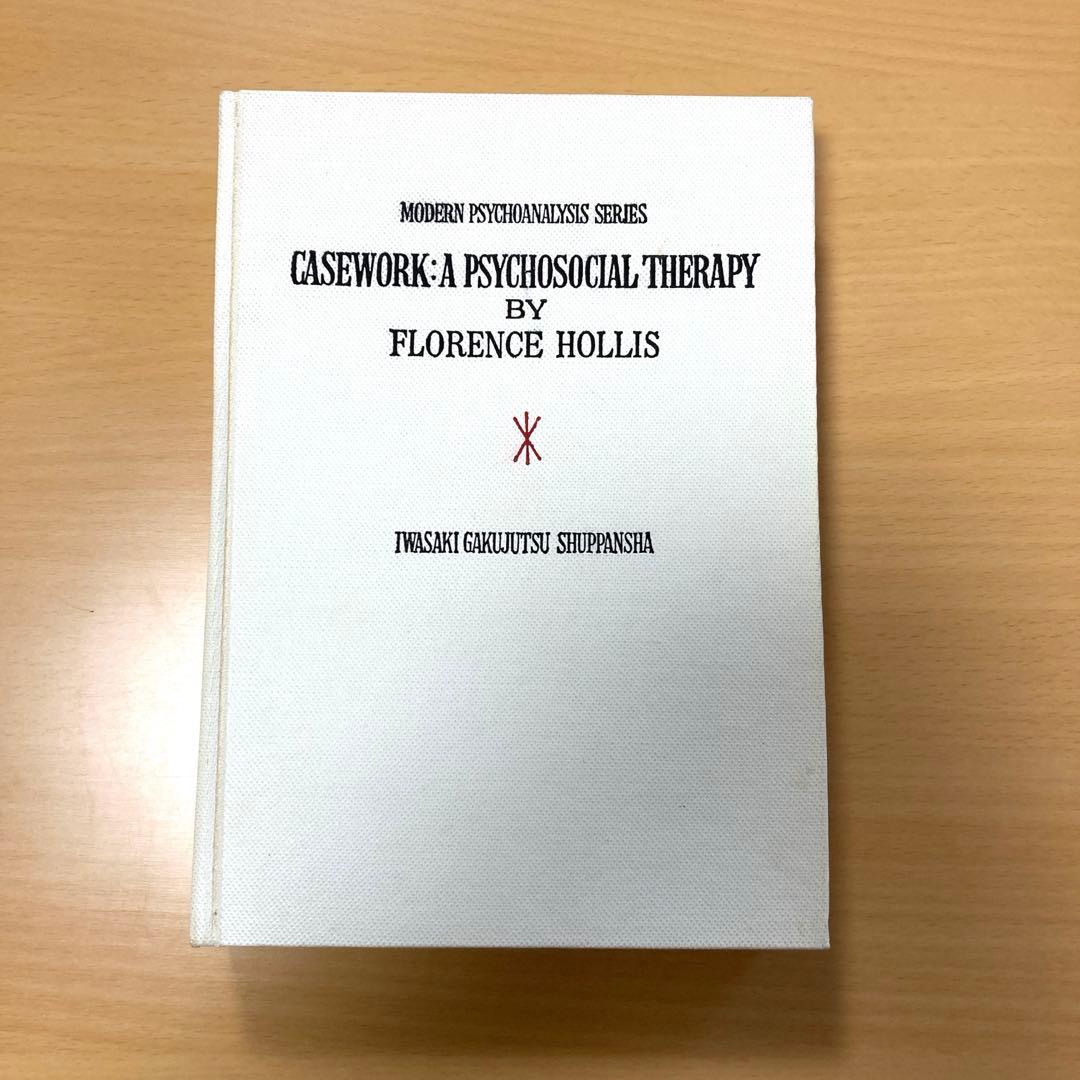 MODERN PSYCHOANALYSIS SERIES
CASEWORK: A PSYCHOSOCIAL THERAPY
BY
FLORENCE HOLLIS
IWASAKI GAKUJUTSU SHUPPANSHA